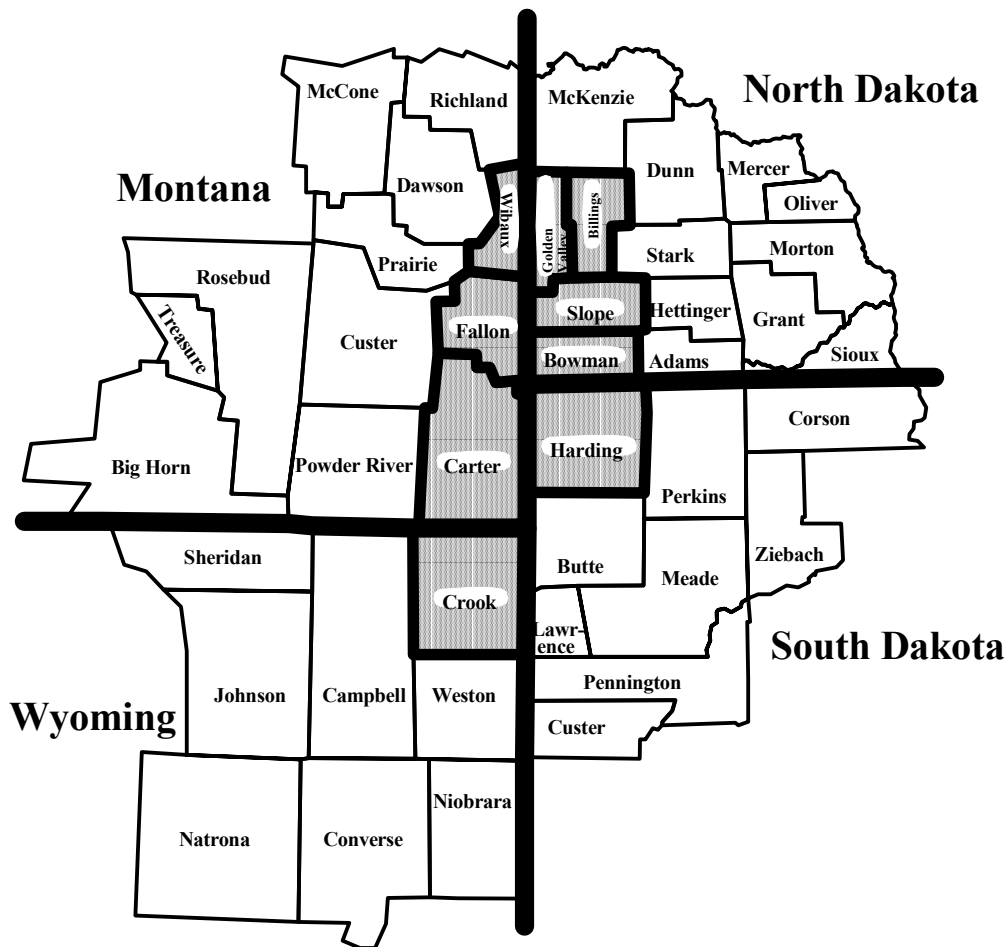 McCone
Richland
McKenzie
North Dakota
Dunn
Mercer
Montana
Dawson
Oliver
Wibaux
Golden
Valley
Billings
Stark
Morton
Rosebud
Prairie
Treasure
Custer
Fallon
Slope
Hettinger
Grant
Bowman
Adams
Sioux
Corson
Big Horn
Powder River
Carter
Harding
Perkins
Sheridan
Butte
Meade
Ziebach
Crook
Lawr-
ence
South Dakota
Wyoming
Johnson
Campbell
Weston
Pennington
Custer
Niobrara
Natrona
Converse